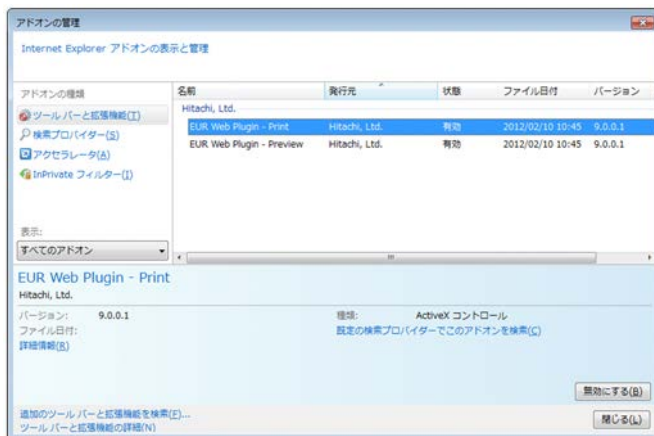 アドオンの管理
Internet Explorer アドオンの表示と管理
アドオンの種類
ツール バーと拡張機能(T)
検索プロバイダー(S)
アクセラレータ(A)
InPrivate フィルター(I)
表示:
すべてのアドオン
名前 発行元 状態 ファイル日付 バージョン
Hitachi, Ltd.
EUR Web Plugin - Print Hitachi, Ltd. 有効 2012/02/10 10:45 9.0.0.1
EUR Web Plugin - Preview Hitachi, Ltd. 有効 2012/02/10 10:45 9.0.0.1
EUR Web Plugin - Print
Hitachi, Ltd.
バージョン: 9.0.0.1 種類: ActiveX コントロール
ファイル日付: 既定の検索プロバイダーでこのアドオンを検索(C)
詳細情報(R)
無効にする(B)
追加のツール バーと拡張機能を検索(F)...
ツール バーと拡張機能の詳細(N)
閉じる(L)